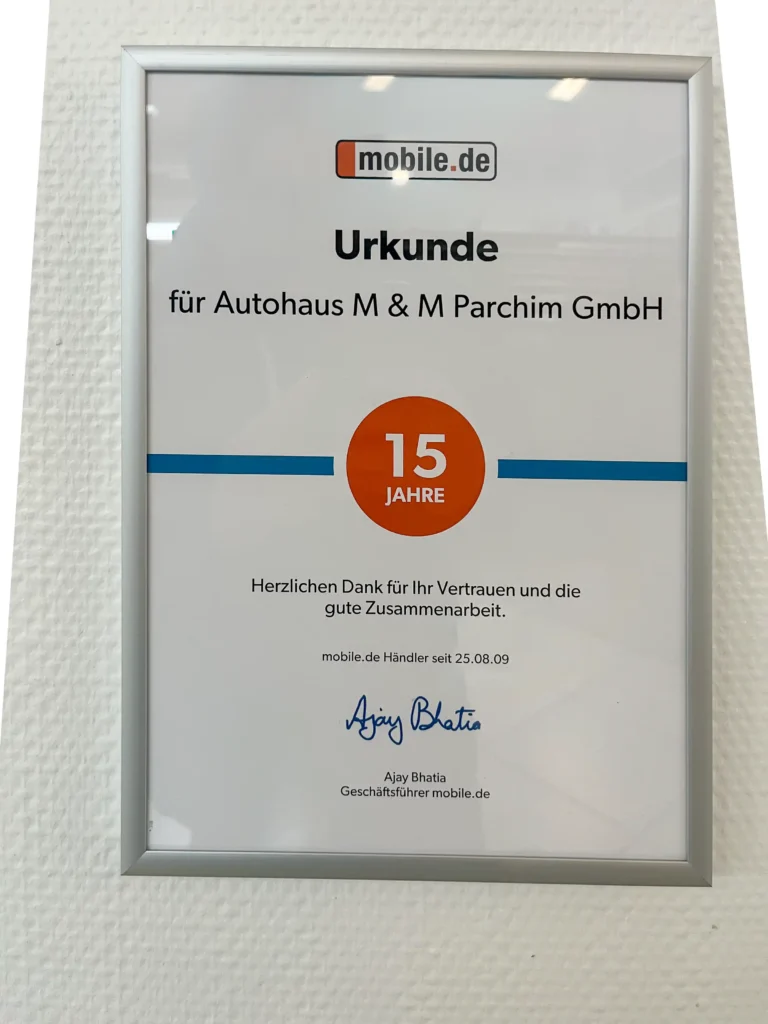 mobile.de
Urkunde
für Autohaus M & M Parchim GmbH
15
JAHRE
Herzlichen Dank für Ihr Vertrauen und die
gute Zusammenarbeit.
mobile.de Händler seit 25.08.09
Ajay Bhatia
Ajay Bhatia
Geschäftsführer mobile.de